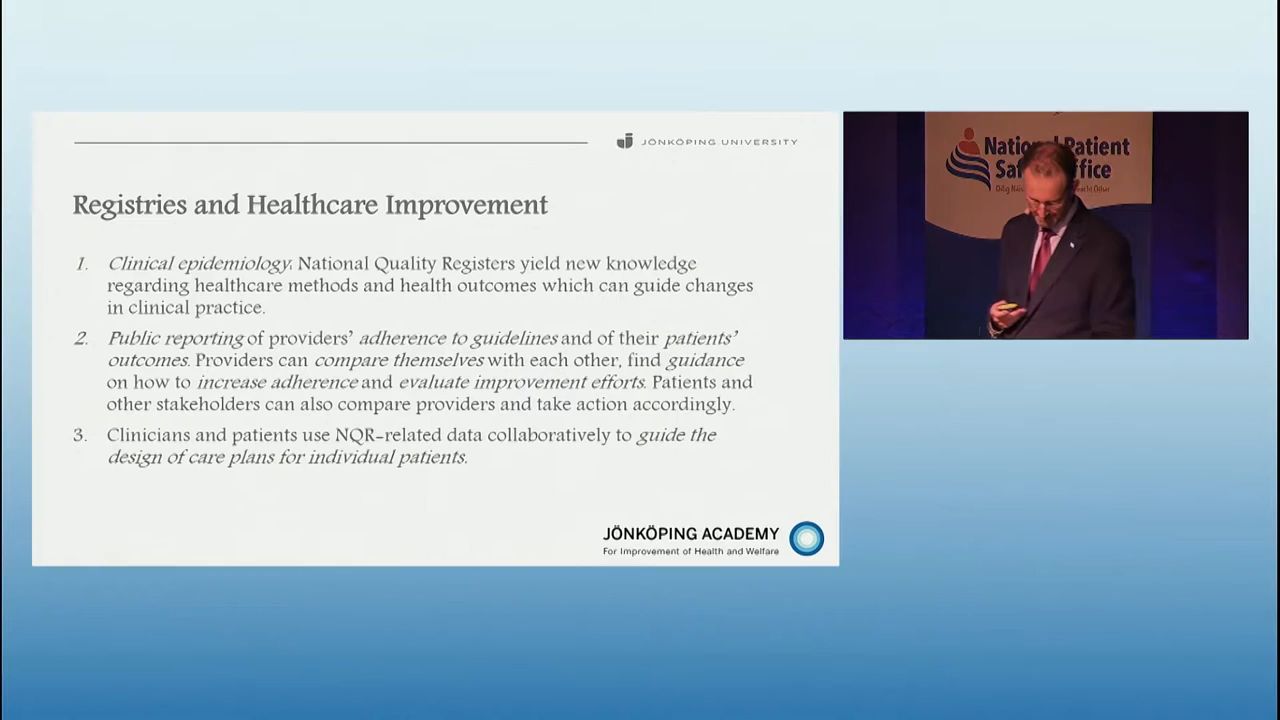 JÖNKÖPING UNIVERSITY
Registries and Healthcare Improvement
1. Clinical epidemiology. National Quality Registers yield new knowledge
regarding healthcare methods and health outcomes which can guide changes
in clinical practice.
2. Public reporting of providers’ adherence to guidelines and of their patients’
outcomes. Providers can compare themselves with each other, find guidance
on how to increase adherence and evaluate improvement efforts. Patients and
other stakeholders can also compare providers and take action accordingly.
3. Clinicians and patients use NQR-related data collaboratively to guide the
design of care plans for individual patients.
JÖNKÖPING ACADEMY
For Improvement of Health and Welfare
Patient